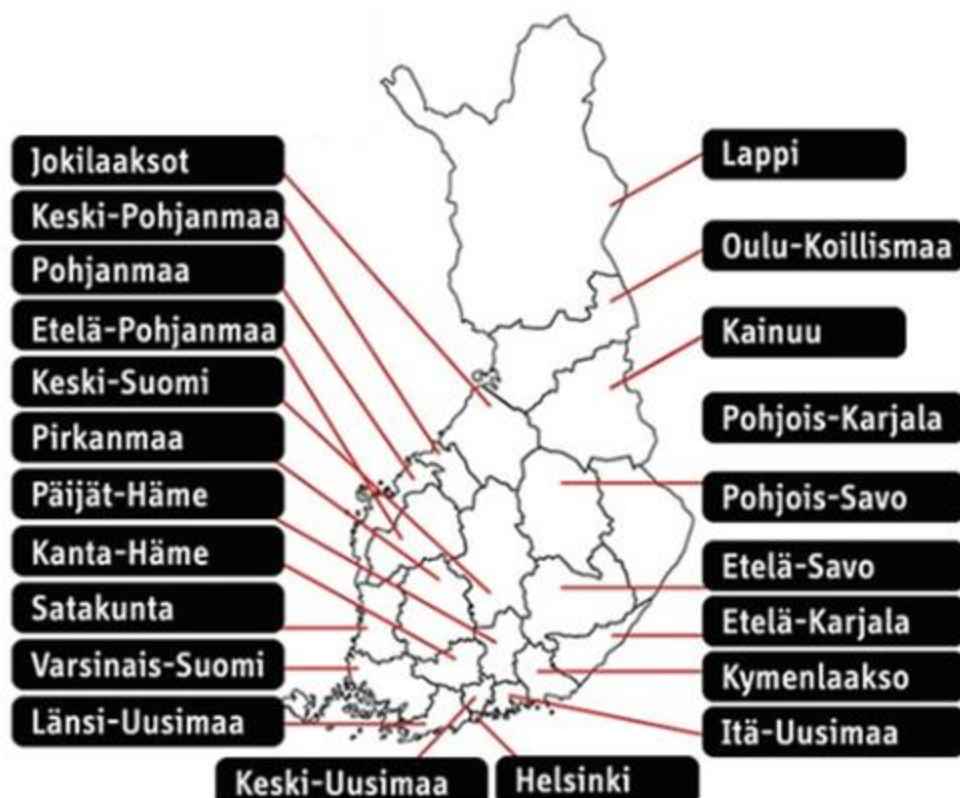 Jokilaaksot
Keski-Pohjanmaa
Pohjanmaa
Etelä-Pohjanmaa
Keski-Suomi
Pirkanmaa
Päijät-Häme
Kanta-Häme
Satakunta
Varsinais-Suomi
Länsi-Uusimaa
Keski-Uusimaa
Helsinki
Lappi
Oulu-Koillismaa
Kainuu
Pohjois-Karjala
Pohjois-Savo
Etelä-Savo
Etelä-Karjala
Kymenlaakso
Itä-Uusimaa